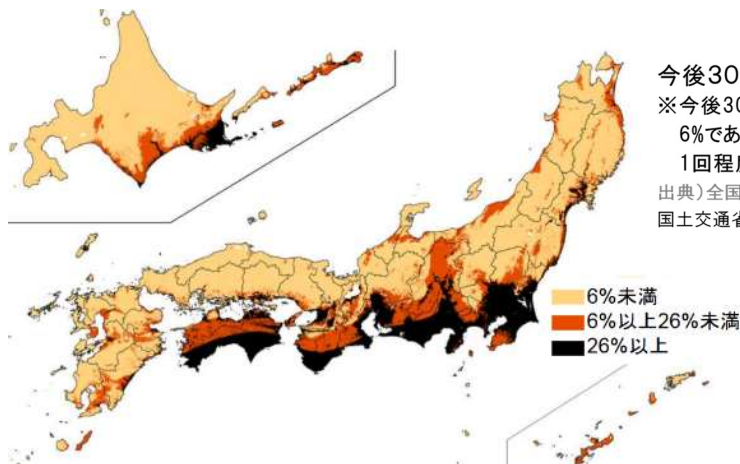 今後30
※今後30
6%であ
1回程度
出典)全国
国土交通省
6%未満
6%以上26%未満
26%以上